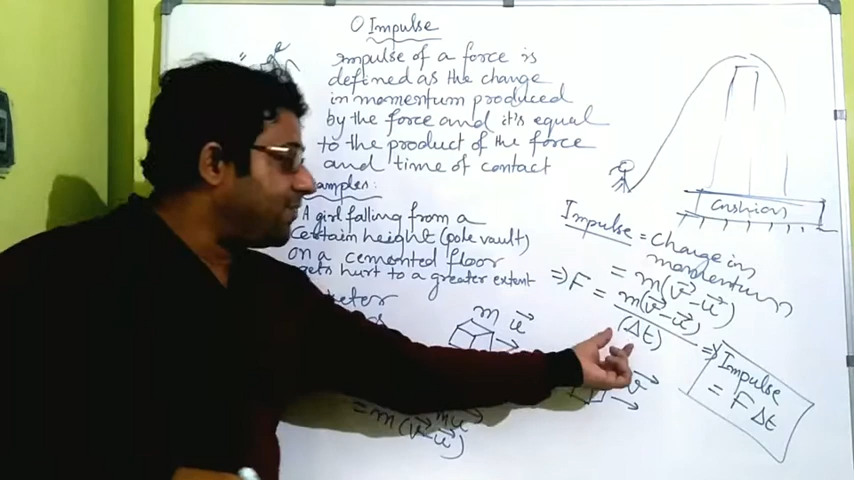 Impulse
Impulse of a force is
defined as the change
in momentum produced
by the force and it's equal
to the product of the force
and time of contact
amples:
A girl falling from a
certain height (pole vault)
on a cemented floor
gets hurt to a greater extent
m u⃗
mu
= m(v⃗-u⃗)
Cushion
Impulse = Change in
momentum
= m(v⃗-u⃗)
⇒ F = m(v⃗-u⃗)
(Δt)
v⃗
⇒ Impulse
= F Δt